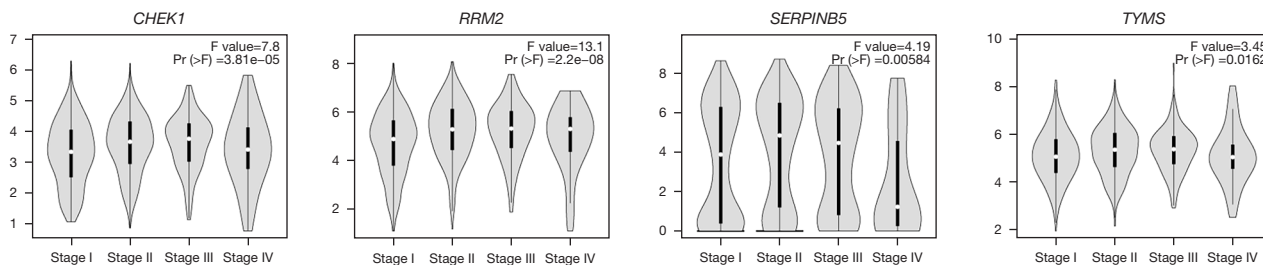 CHEK1
F value=7.8
Pr (>F) =3.81e−05
7
6
5
4
3
2
1
Stage I Stage II Stage III Stage IV
RRM2
F value=13.1
Pr (>F) =2.2e−08
8
6
4
2
Stage I Stage II Stage III Stage IV
SERPINB5
F value=4.19
Pr (>F) =0.00584
8
6
4
2
0
Stage I Stage II Stage III Stage IV
TYMS
F value=3.45
Pr (>F) =0.0162
10
8
6
4
2
Stage I Stage II Stage III Stage IV